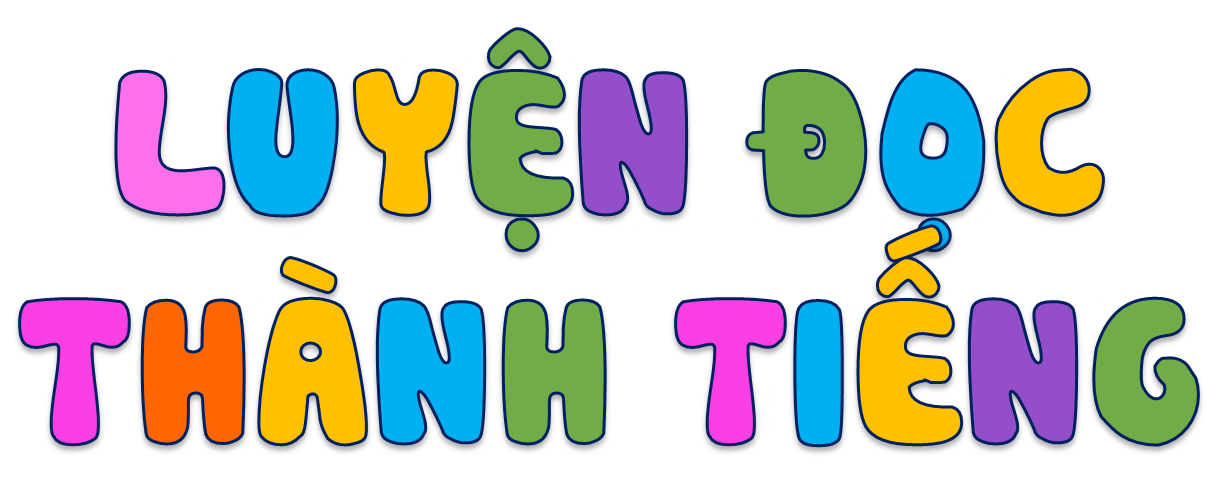 LUYỆN ĐỌC
THÀNH TIẾNG